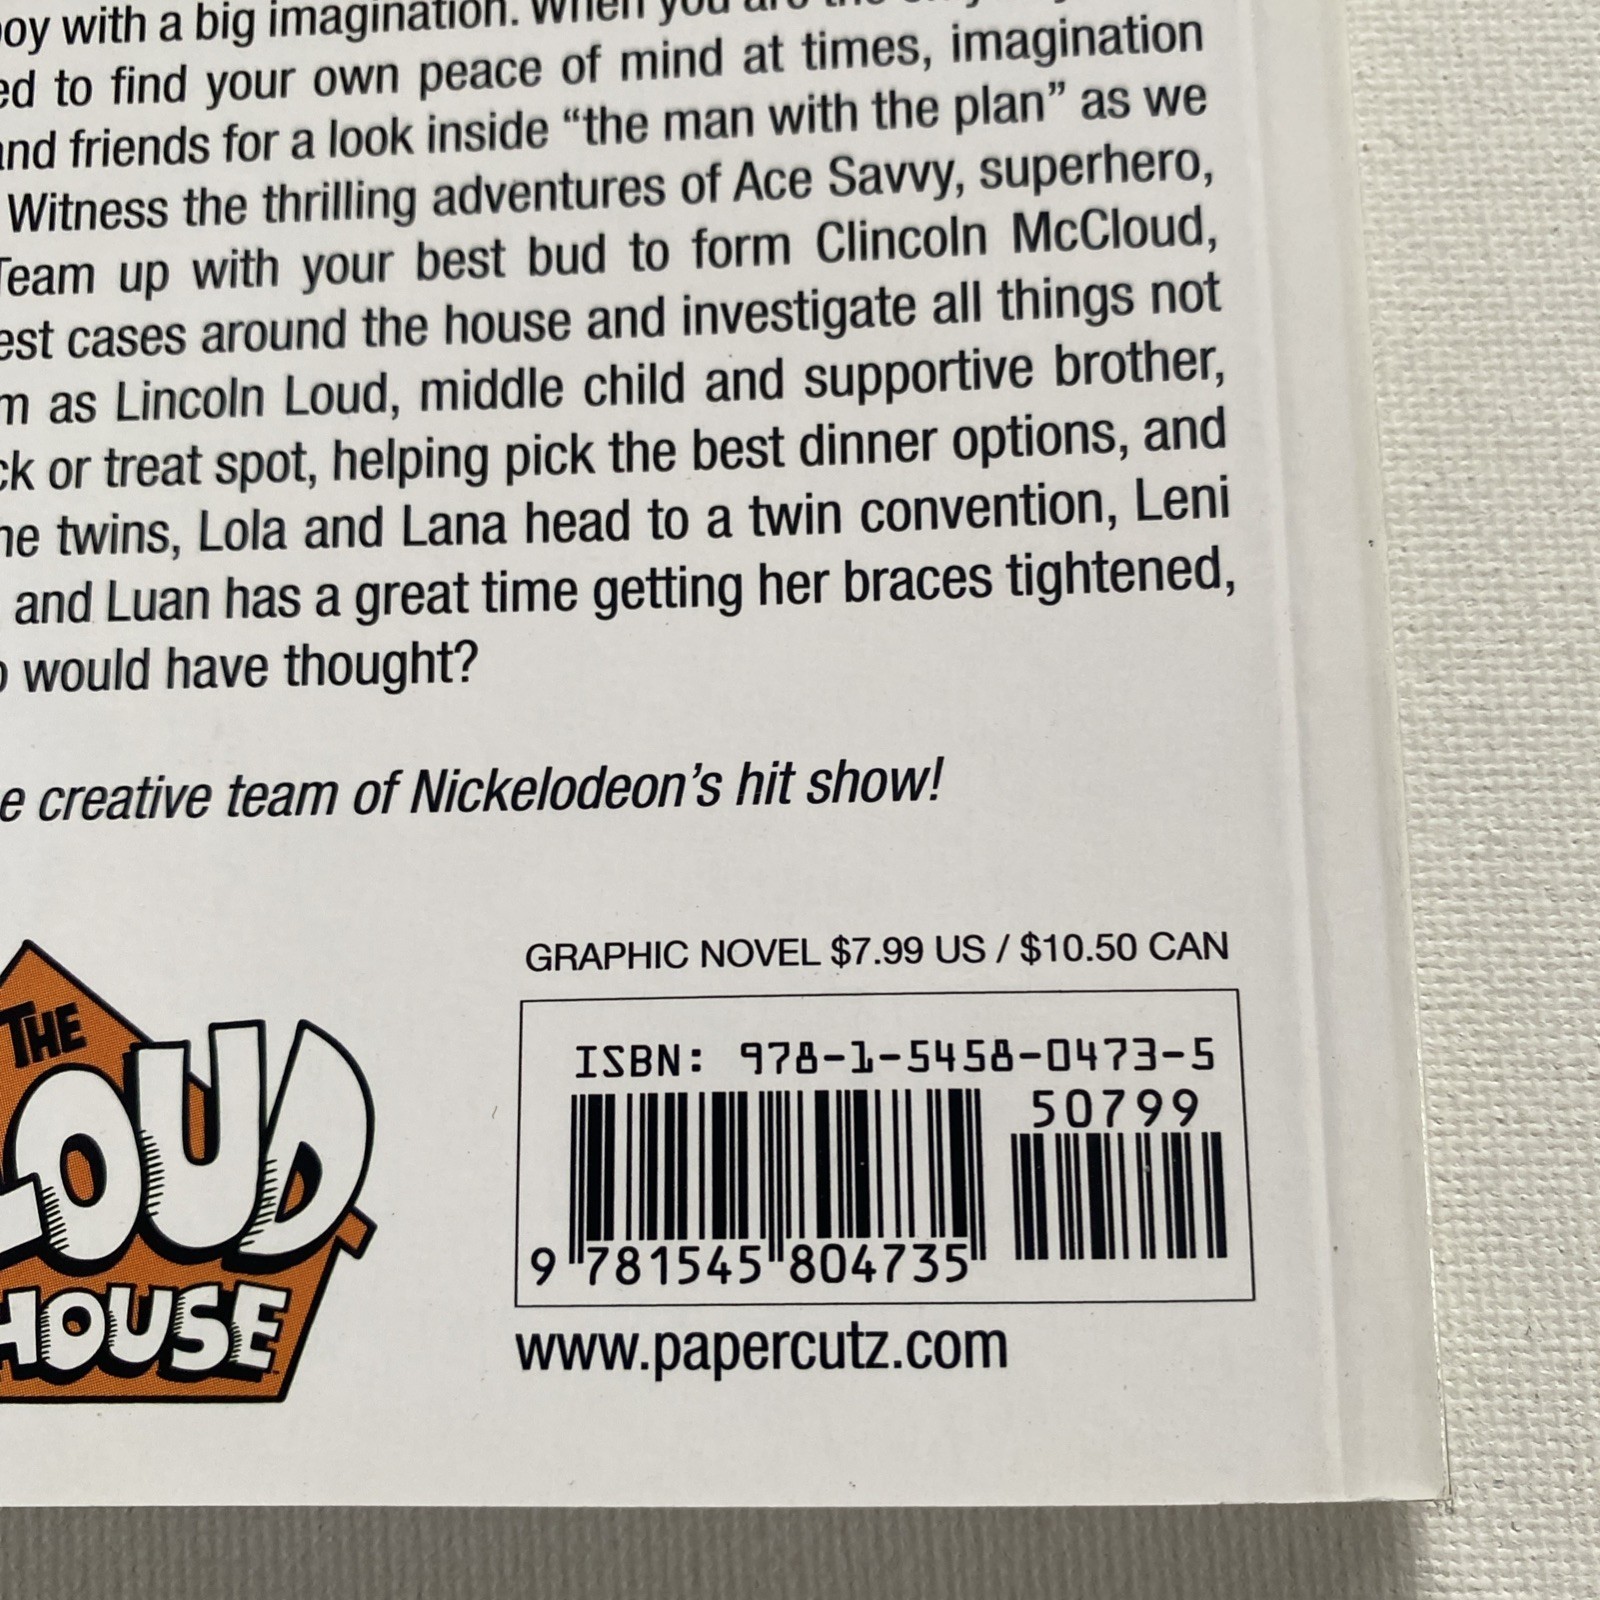 boy with a big imagination. When you are the
ed to find your own peace of mind at times, imagination
and friends for a look inside “the man with the plan” as we
Witness the thrilling adventures of Ace Savvy, superhero,
Team up with your best bud to form Clincoln McCloud,
est cases around the house and investigate all things not
m as Lincoln Loud, middle child and supportive brother,
ck or treat spot, helping pick the best dinner options, and
he twins, Lola and Lana head to a twin convention, Leni
and Luan has a great time getting her braces tightened,
o would have thought?
e creative team of Nickelodeon’s hit show!
THE
LOUD
HOUSE
GRAPHIC NOVEL $7.99 US / $10.50 CAN
ISBN: 978-1-5458-0473-5
50799
9 781545 804735
www.papercutz.com